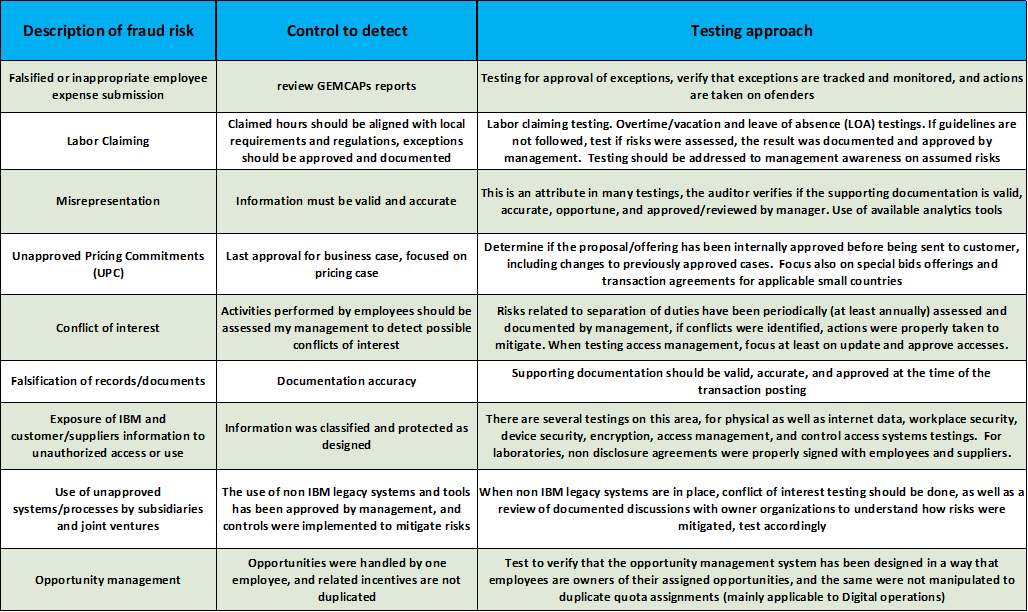 Description of fraud risk
Control to detect
Testing approach
Falsified or inappropriate employee
expense submission
review GEMCAPs reports
Testing for approval of exceptions, verify that exceptions are tracked and monitored, and actions
are taken on ofenders
Labor Claiming
Claimed hours should be aligned with local
requirements and regulations, exceptions
should be approved and documented
Labor claiming testing. Overtime/vacation and leave of absence (LOA) testings. If guidelines are
not followed, test if risks were assessed, the result was documented and approved by
management.  Testing should be addressed to management awareness on assumed risks
Misrepresentation
Information must be valid and accurate
This is an attribute in many testings, the auditor verifies if the supporting documentation is valid,
accurate, opportune, and approved/reviewed by manager. Use of available analytics tools
Unapproved Pricing Commitments
(UPC)
Last approval for business case, focused on
pricing case
Determine if the proposal/offering has been internally approved before being sent to customer,
including changes to previously approved cases.  Focus also on special bids offerings and
transaction agreements for applicable small countries
Conflict of interest
Activities performed by employees should be
assessed my management to detect possible
conflicts of interest
Risks related to separation of duties have been periodically (at least annually) assessed and
documented by management, if conflicts were identified, actions were properly taken to
mitigate. When testing access management, focus at least on update and approve accesses.
Falsification of records/documents
Documentation accuracy
Supporting documentation should be valid, accurate, and approved at the time of the
transaction posting
Exposure of IBM and
customer/suppliers information to
unauthorized access or use
Information was classified and protected as
designed
There are several testings on this area, for physical as well as internet data, workplace security,
device security, encryption, access management, and control access systems testings.  For
laboratories, non disclosure agreements were properly signed with employees and suppliers.
Use of unapproved
systems/processes by subsidiaries
and joint ventures
The use of non IBM legacy systems and tools
has been approved by management, and
controls were implemented to mitigate risks
When non IBM legacy systems are in place, conflict of interest testing should be done, as well as a
review of documented discussions with owner organizations to understand how risks were
mitigated, test accordingly
Opportunity management
Opportunities were handled by one
employee, and related incentives are not
duplicated
Test to verify that the opportunity management system has been designed in a way that
employees are owners of their assigned opportunities, and the same were not manipulated to
duplicate quota assignments (mainly applicable to Digital operations)